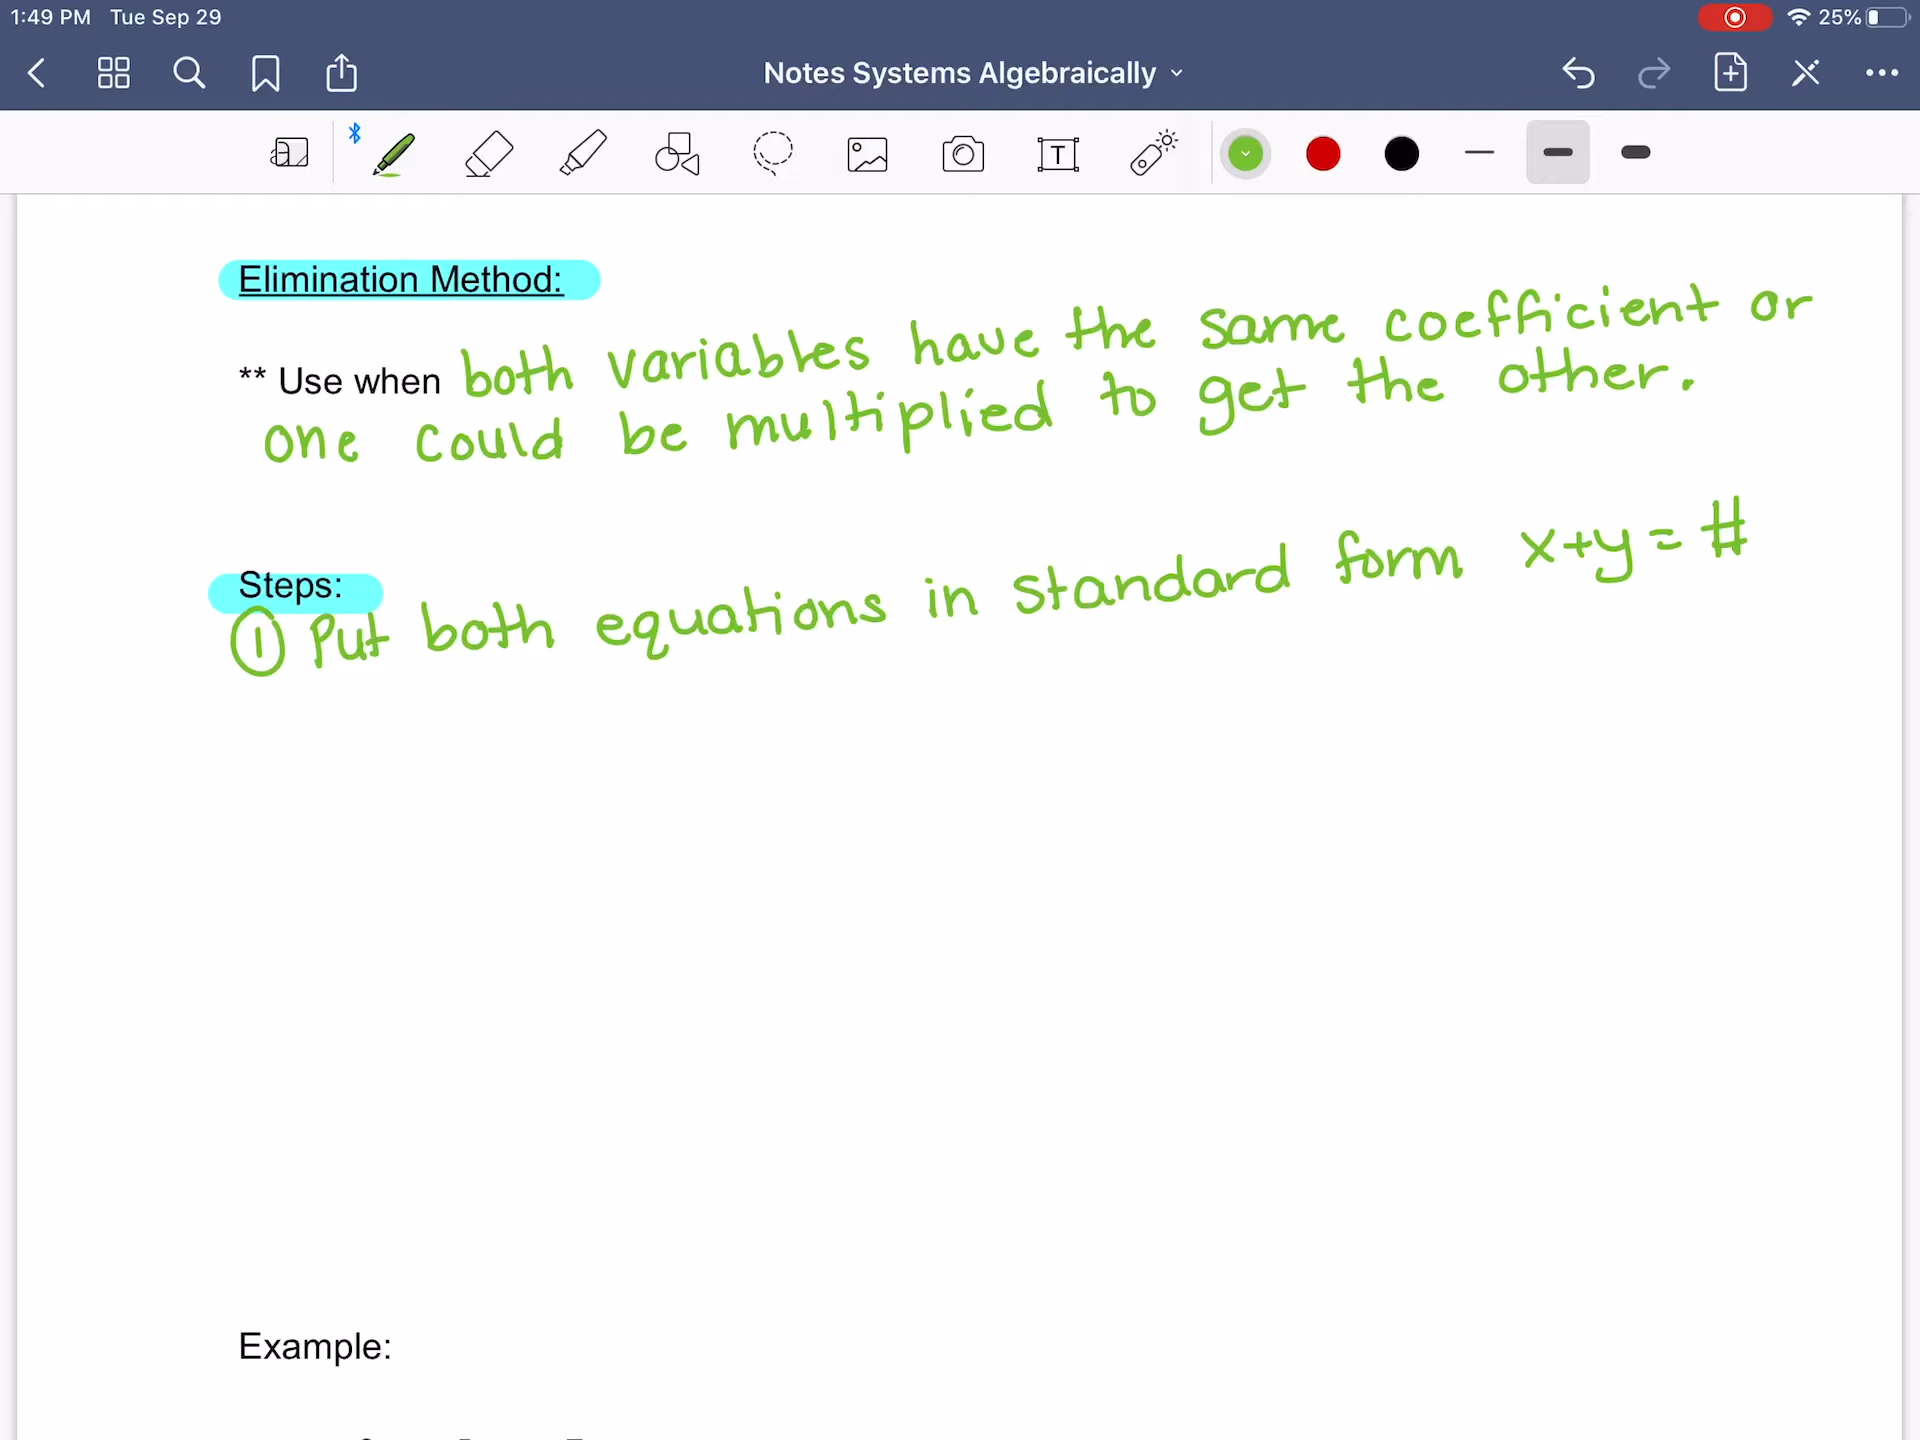 1:49 PM Tue Sep 29
25%
Notes Systems Algebraically
Elimination Method:
** Use when both variables have the same coefficient or
one could be multiplied to get the other.
Steps:
① Put both equations in standard form x+y = #
Example: